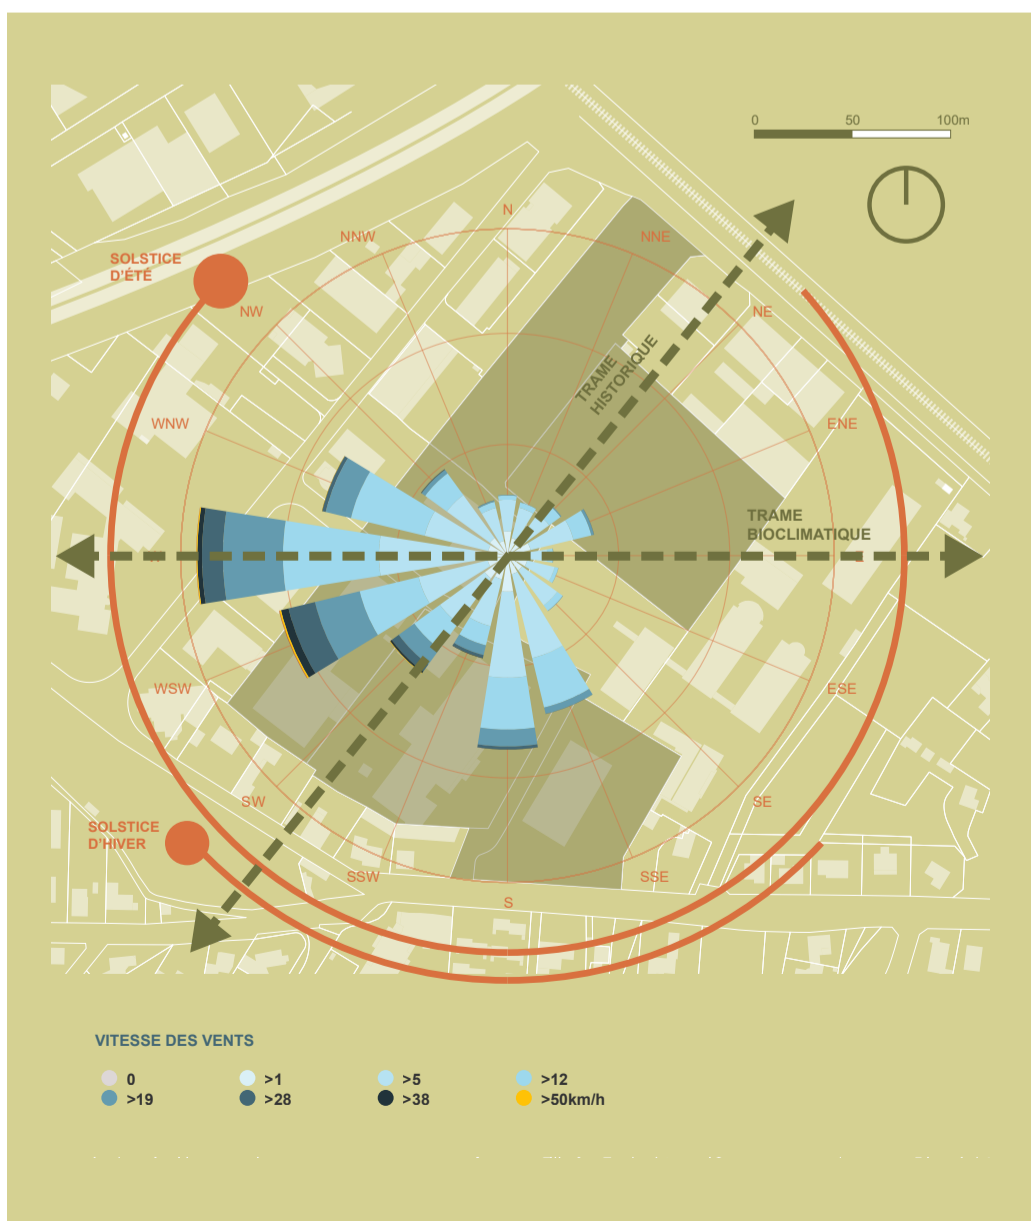 0 50 100m
N
NNW
NNE
SOLSTICE
D'ÉTÉ
NW
NE
TRAME
HISTORIQUE
WNW
ENE
TRAME
BIOCLIMATIQUE
WSW
ESE
SW
SE
SOLSTICE
D'HIVER
SSW
SSE
S
VITESSE DES VENTS
0 >1 >5 >12
>19 >28 >38 >50km/h